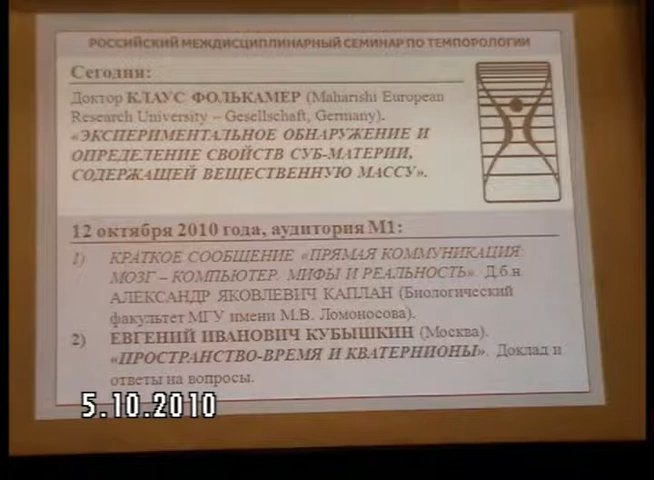 РОССИЙСКИЙ МЕЖДИСЦИПЛИНАРНЫЙ СЕМИНАР ПО ТЕМПОРОЛОГИИ
Сегодня:
Доктор КЛАУС ФОЛЬКАМЕР (Maharishi European
Research University – Gesellschaft, Germany).
«ЭКСПЕРИМЕНТАЛЬНОЕ ОБНАРУЖЕНИЕ И
ОПРЕДЕЛЕНИЕ СВОЙСТВ СУБ-МАТЕРИИ,
СОДЕРЖАЩЕЙ ВЕЩЕСТВЕННУЮ МАССУ».
12 октября 2010 года, аудитория М1:
1) КРАТКОЕ СООБЩЕНИЕ «ПРЯМАЯ КОММУНИКАЦИЯ
МОЗГ – КОМПЬЮТЕР. МИФЫ И РЕАЛЬНОСТЬ». Д.б.н.
АЛЕКСАНДР ЯКОВЛЕВИЧ КАПЛАН (Биологический
факультет МГУ имени М.В. Ломоносова).
2) ЕВГЕНИЙ ИВАНОВИЧ КУБЫШКИН (Москва).
«ПРОСТРАНСТВО-ВРЕМЯ И КВАТЕРНИОНЫ». Доклад и
ответы на вопросы.
5.10.2010